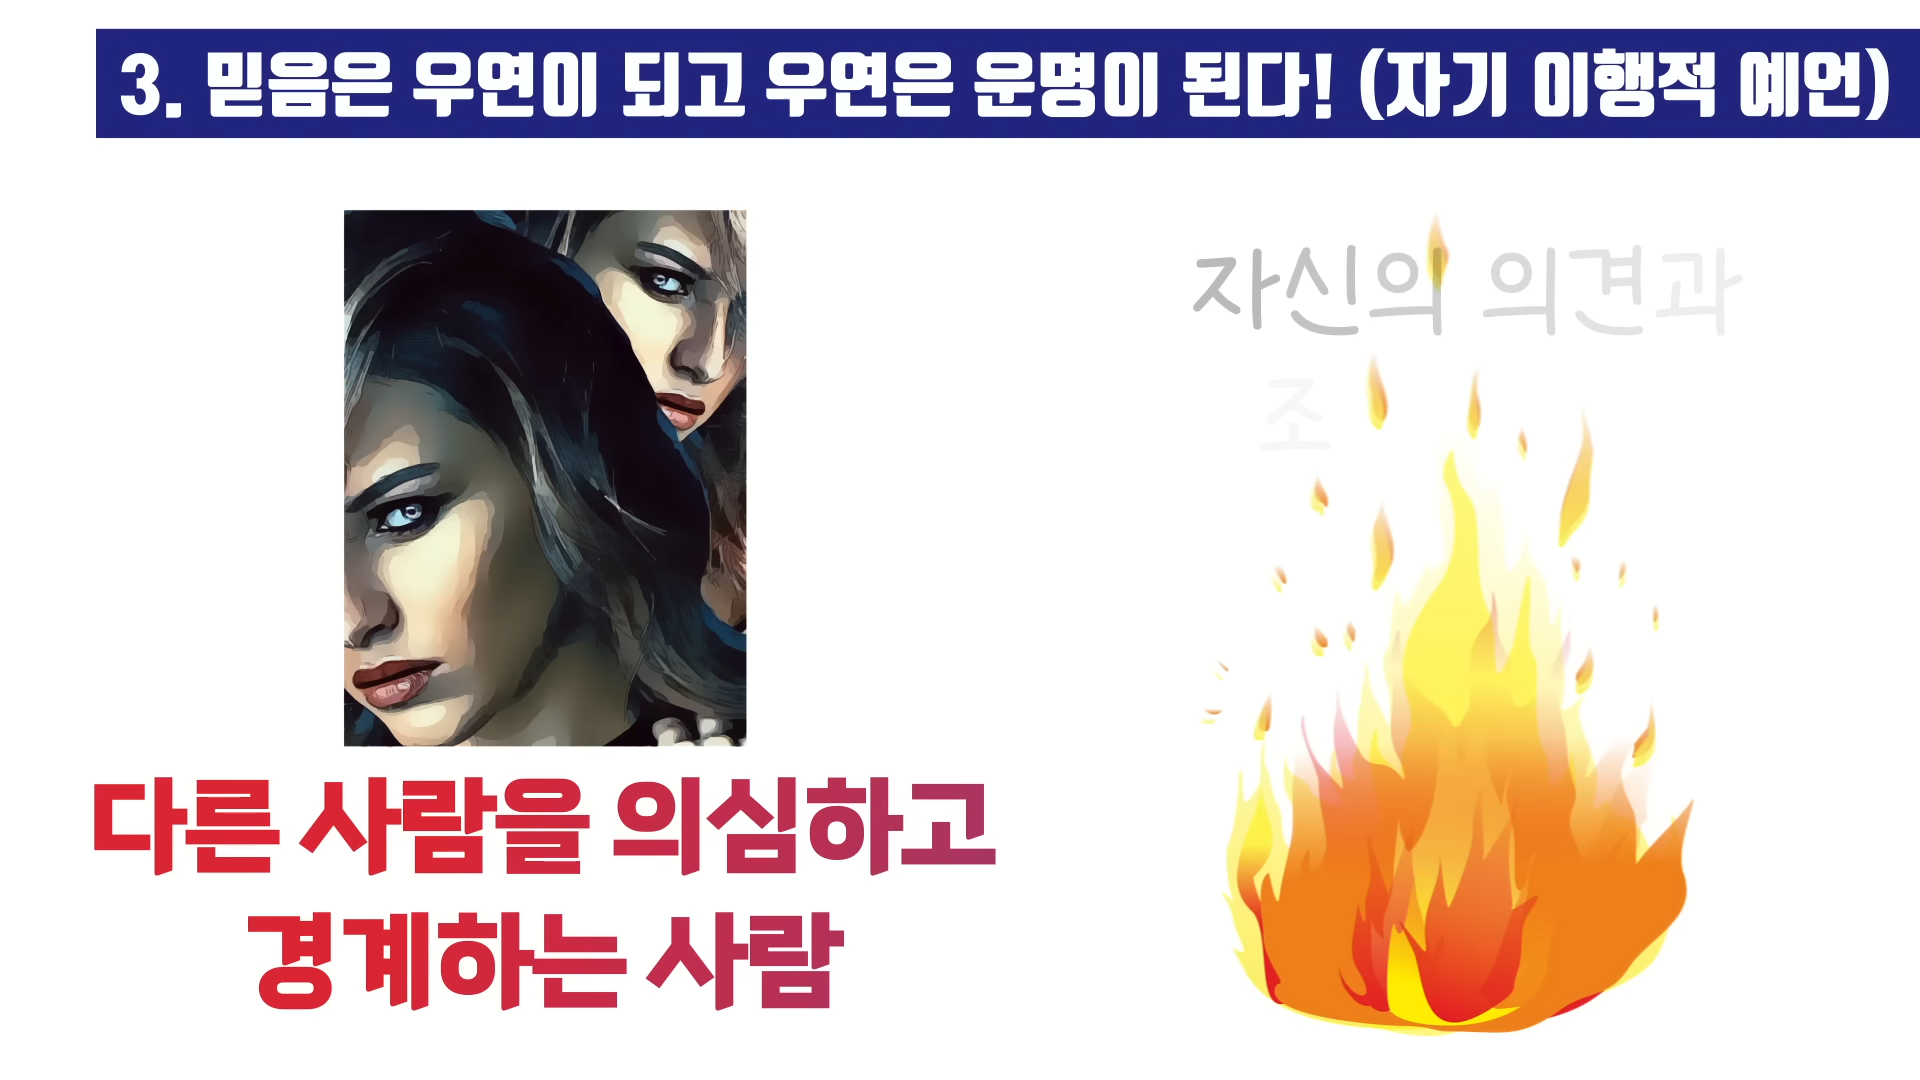 3. 믿음은 우연이 되고 우연은 운명이 된다! (자기 이행적 예언)
자신의 의견과
조
다른 사람을 의심하고
경계하는 사람